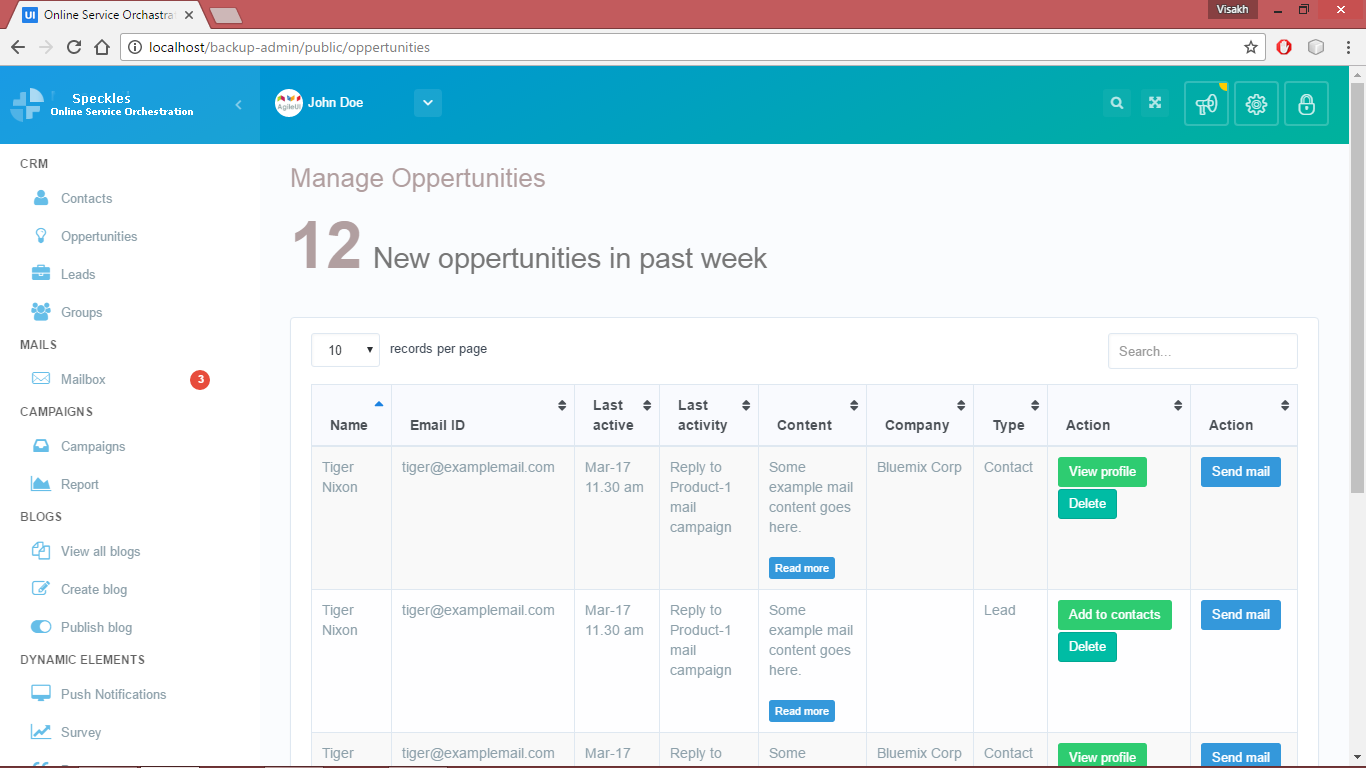 Visakh
UI Online Service Orchestra
localhost/backup-admin/public/oppertunities
Speckles
Online Service Orchestration
AgileUI
John Doe
CRM
Contacts
Oppertunities
Leads
Groups
MAILS
Mailbox 3
CAMPAIGNS
Campaigns
Report
BLOGS
View all blogs
Create blog
Publish blog
DYNAMIC ELEMENTS
Push Notifications
Survey
Manage Oppertunities
12 New oppertunities in past week
10 records per page
Search...
Name Email ID Last active Last activity Content Company Type Action Action
Tiger tiger@examplemail.com Mar-17 Reply to Some Bluemix Corp Contact View profile Send mail
Nixon 11.30 am Product-1 example mail
mail content goes Delete
campaign here.
Read more
Tiger tiger@examplemail.com Mar-17 Reply to Some Lead Add to contacts Send mail
Nixon 11.30 am Product-1 example mail
mail content goes Delete
campaign here.
Read more
Tiger tiger@examplemail.com Mar-17 Reply to Some Bluemix Corp Contact View profile Send mail